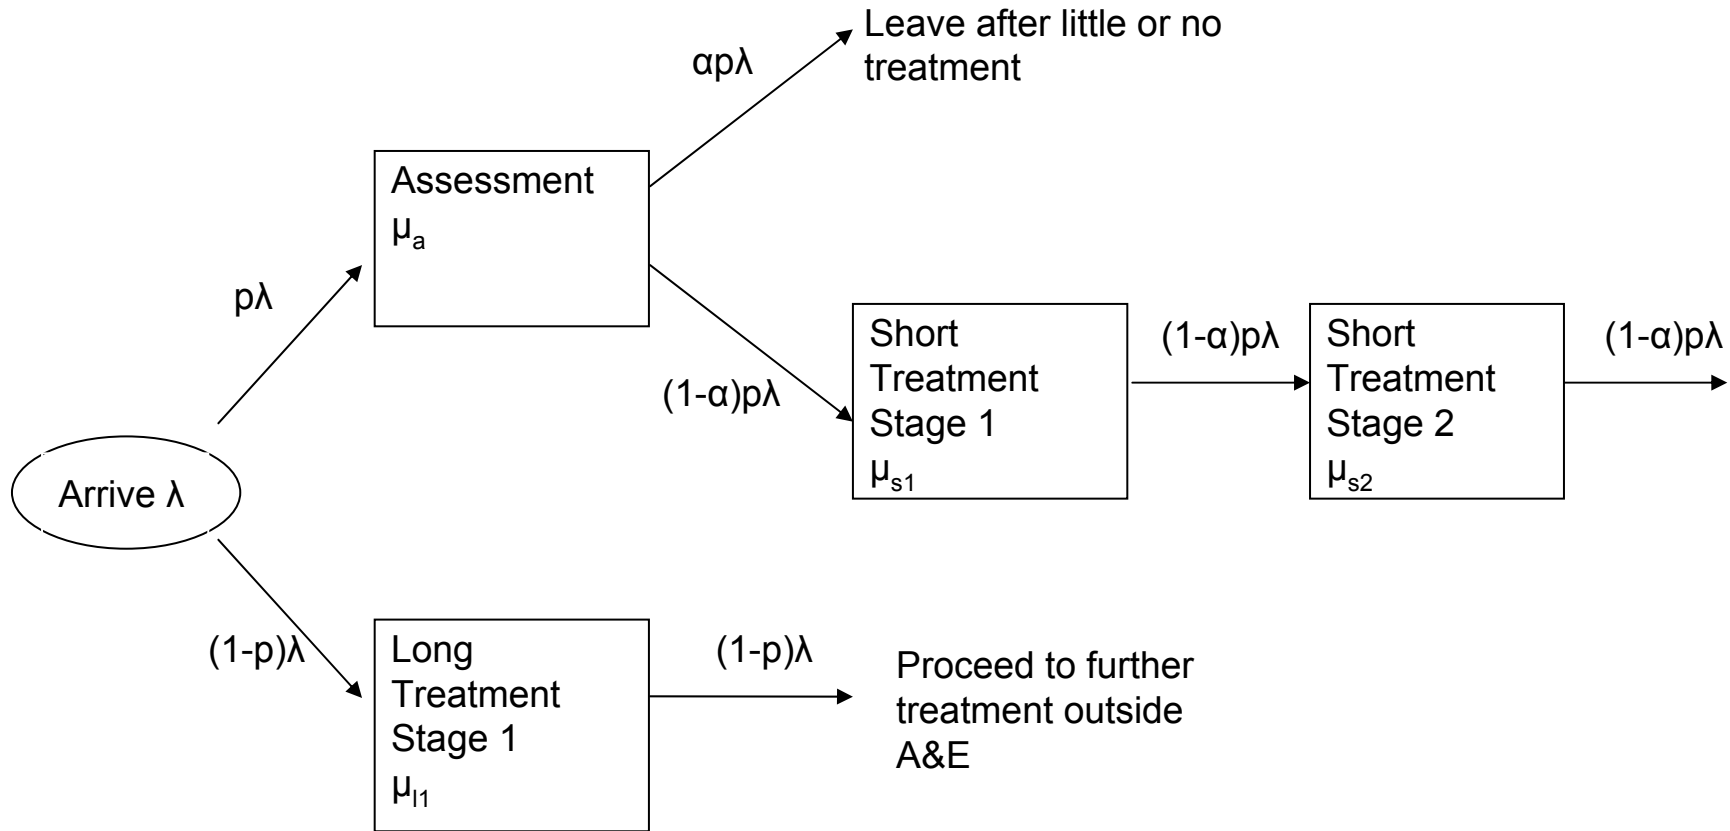 Leave after little or no
treatment
αpλ
Assessment
μa
pλ
(1-α)pλ
Short
Treatment
Stage 1
μs1
(1-α)pλ
Short
Treatment
Stage 2
μs2
(1-α)pλ
Arrive λ
(1-p)λ
Long
Treatment
Stage 1
μl1
(1-p)λ
Proceed to further
treatment outside
A&E